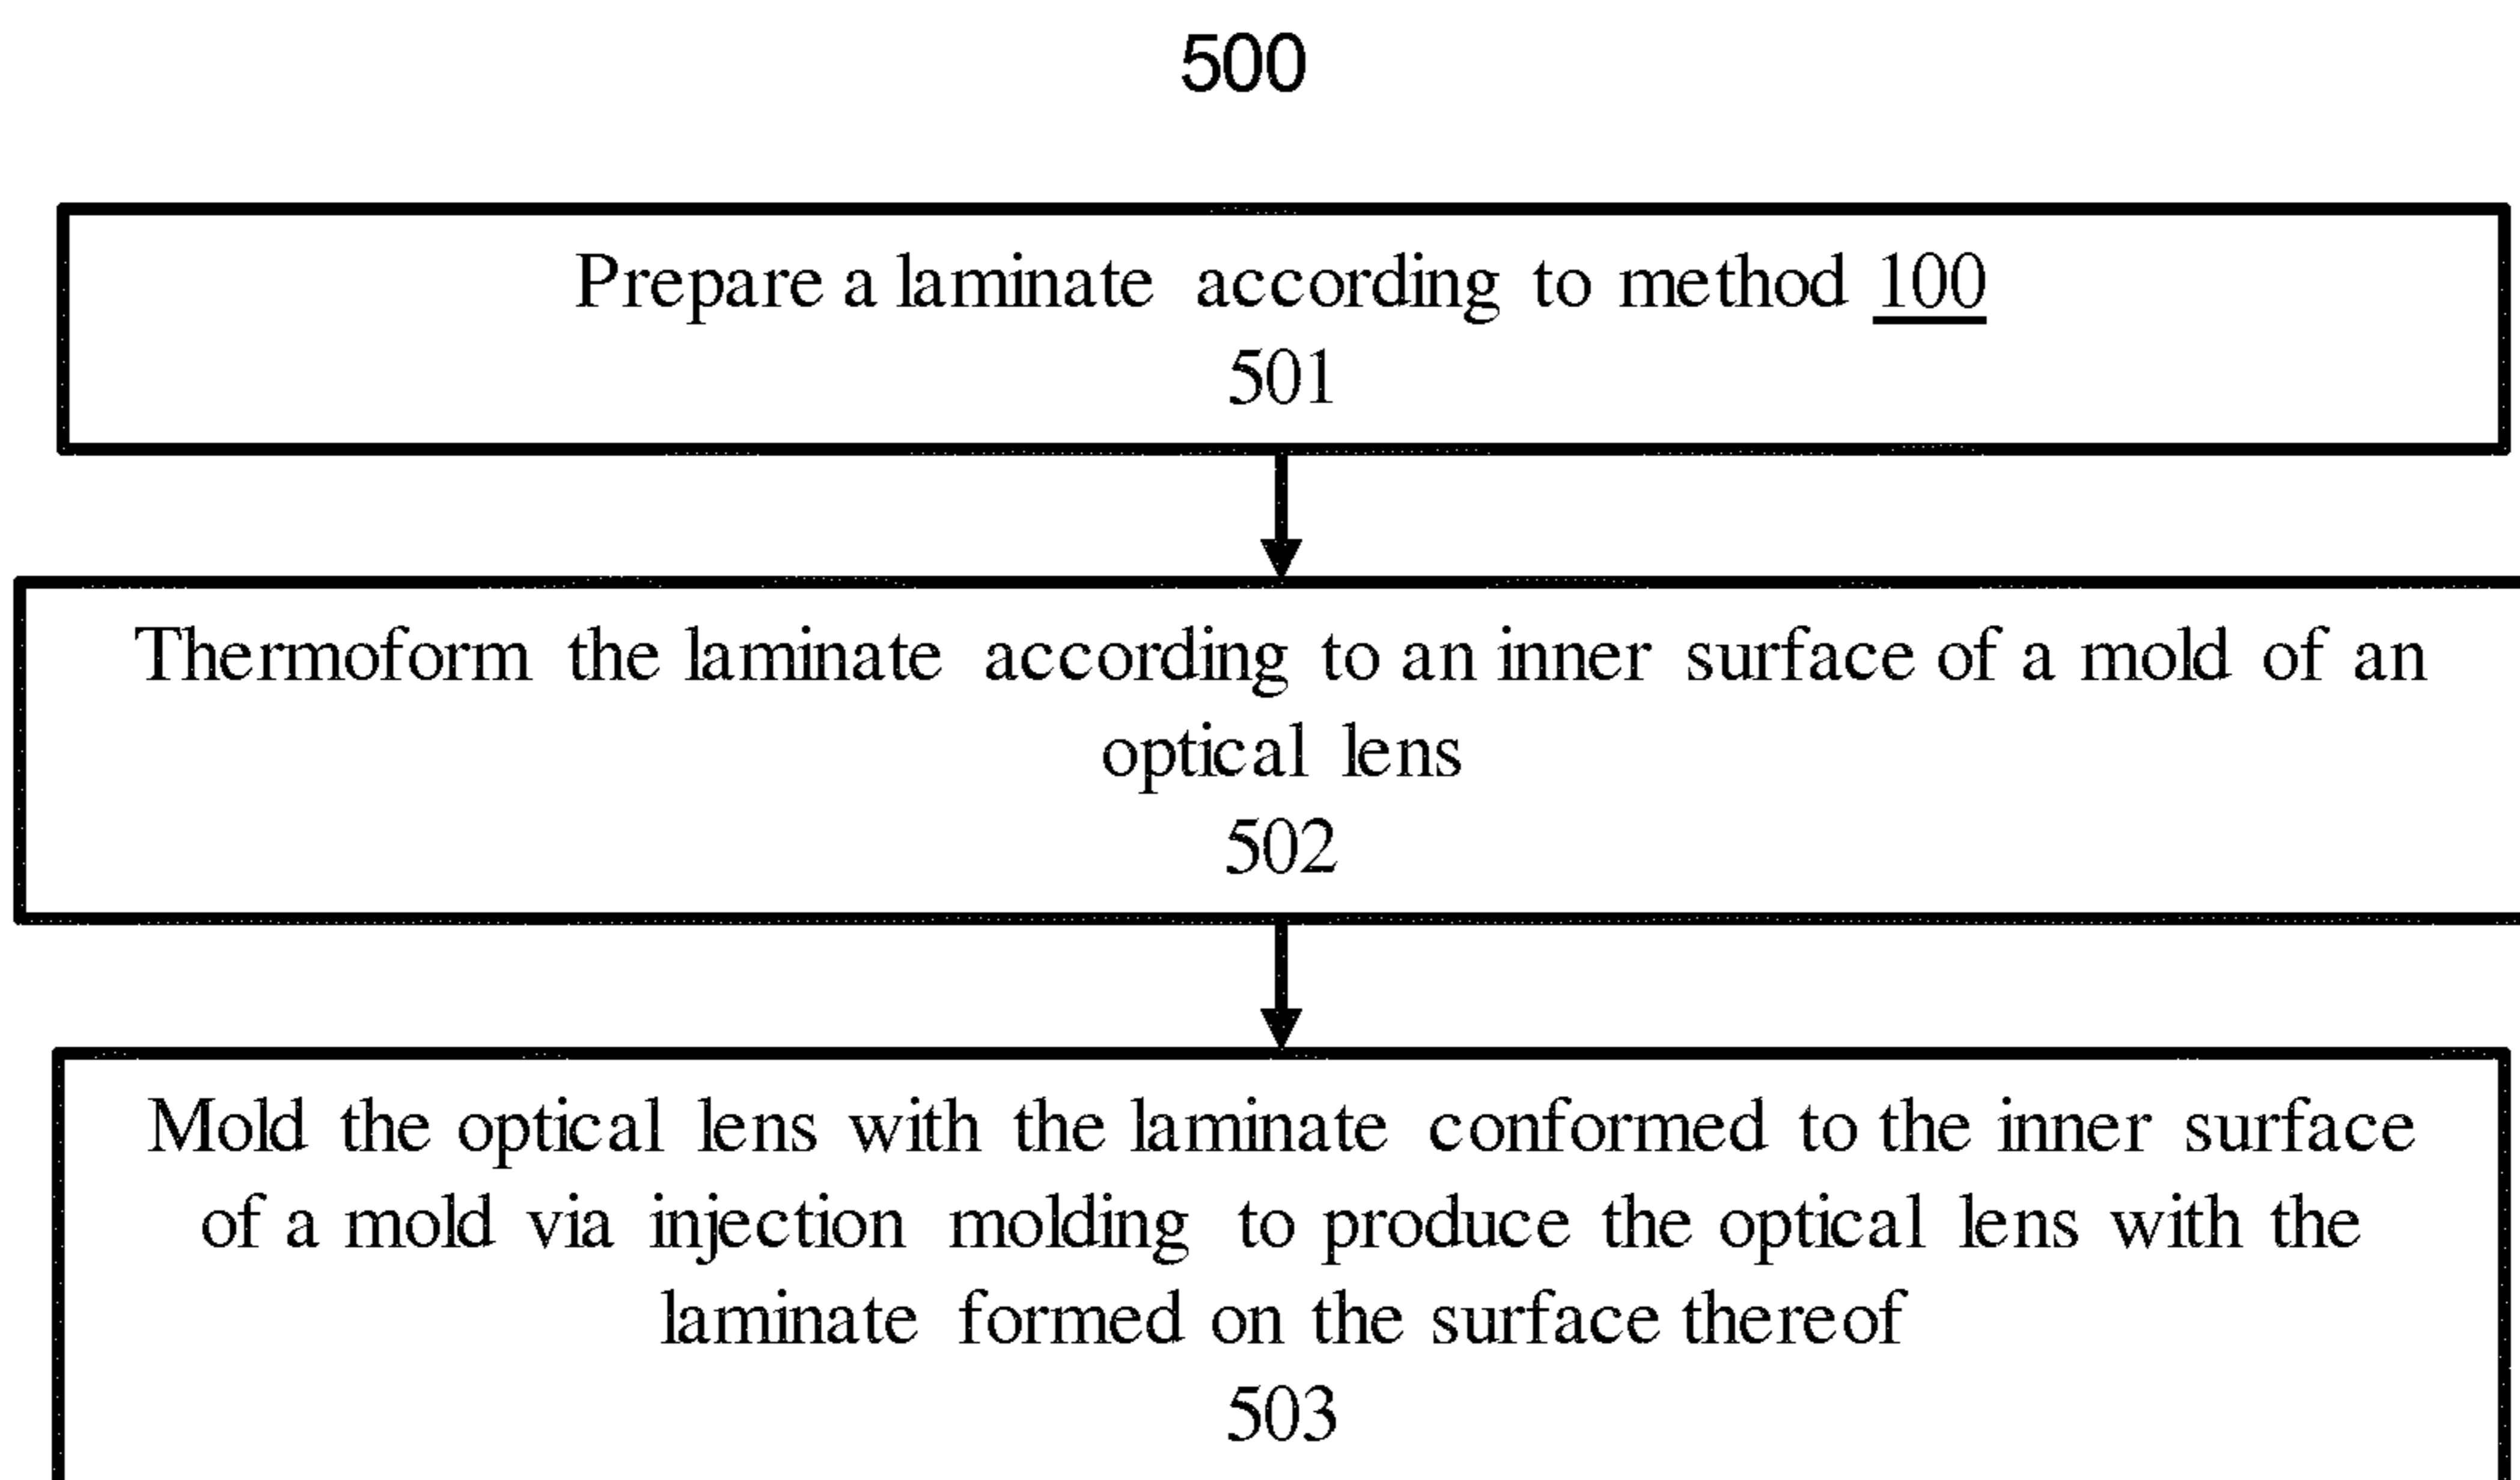 500
Prepare a laminate according to method 100
501
Thermoform the laminate according to an inner surface of a mold of an
optical lens
502
Mold the optical lens with the laminate conformed to the inner surface
of a mold via injection molding to produce the optical lens with the
laminate formed on the surface thereof
503